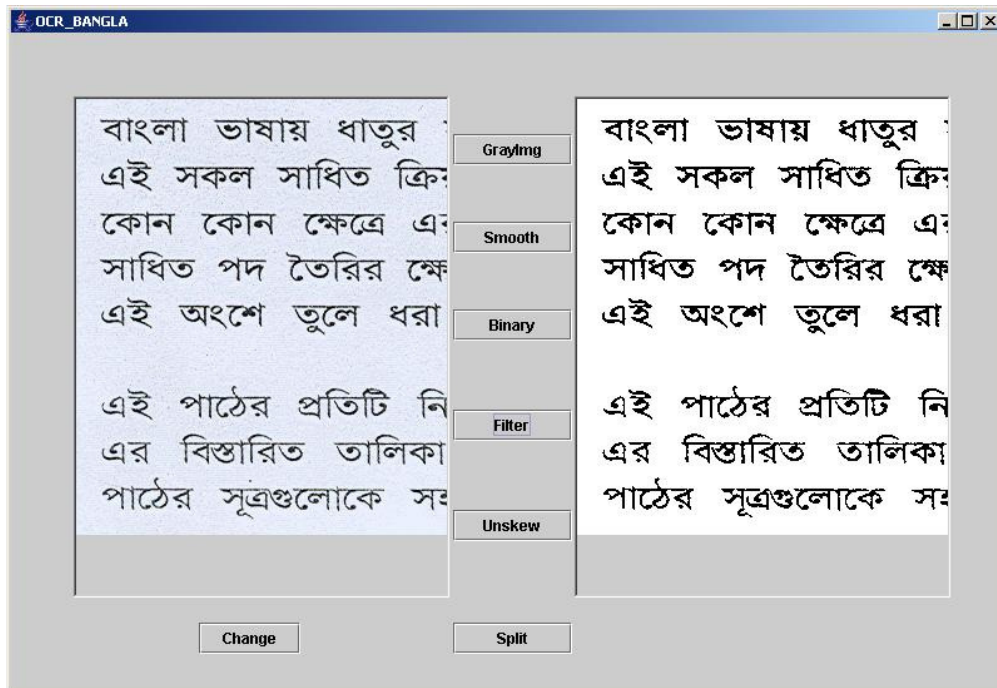 OCR_BANGLA
বাংলা ভাষায় ধাতুর
এই সকল সাধিত
কোন কোন ক্ষেত্রে
সাধিত পদ তৈরির ক্ষে
এই অংশে তুলে ধরা
এই পাঠের প্রতিটি নি
এর বিস্তারিত তালিকা
পাঠের সূত্রগুলোকে
GrayImg
Smooth
Binary
Filter
Unskew
বাংলা ভাষায় ধাতুর
এই সকল সাধিত
কোন কোন ক্ষেত্রে
সাধিত পদ তৈরির ক্ষে
এই অংশে তুলে ধরা
এই পাঠের প্রতিটি নি
এর বিস্তারিত তালিকা
পাঠের সূত্রগুলোকে
Change
Split